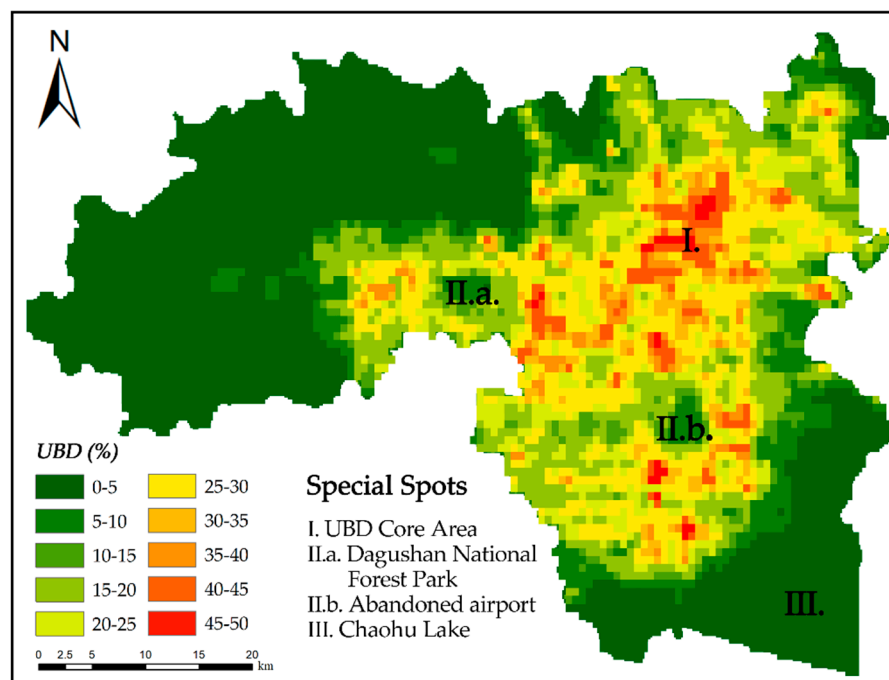 N
I.
II.a.
II.b.
III.
UBD (%)
0-5
5-10
10-15
15-20
20-25
25-30
30-35
35-40
40-45
45-50
0 2.5 5 10 15 20
km
Special Spots
I. UBD Core Area
II.a. Dagushan National
Forest Park
II.b. Abandoned airport
III. Chaohu Lake